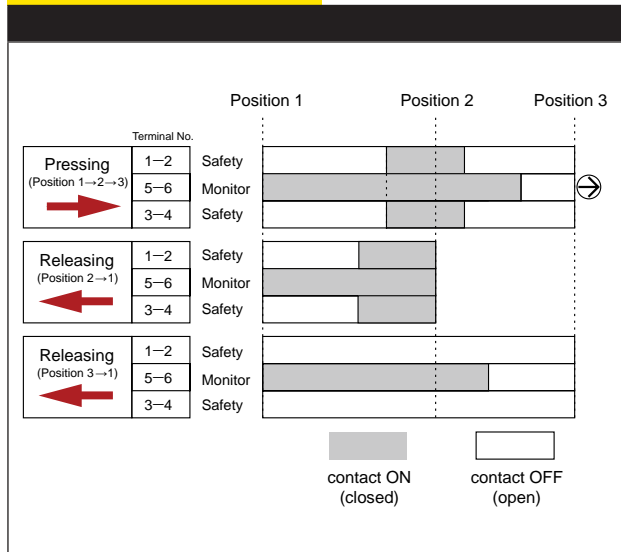 Position 1 Position 2 Position 3
Terminal No.
Pressing
(Position 1→2→3)
1—2 Safety
5—6 Monitor
3—4 Safety
Releasing
(Position 2→1)
1—2 Safety
5—6 Monitor
3—4 Safety
Releasing
(Position 3→1)
1—2 Safety
5—6 Monitor
3—4 Safety
contact ON
(closed)
contact OFF
(open)